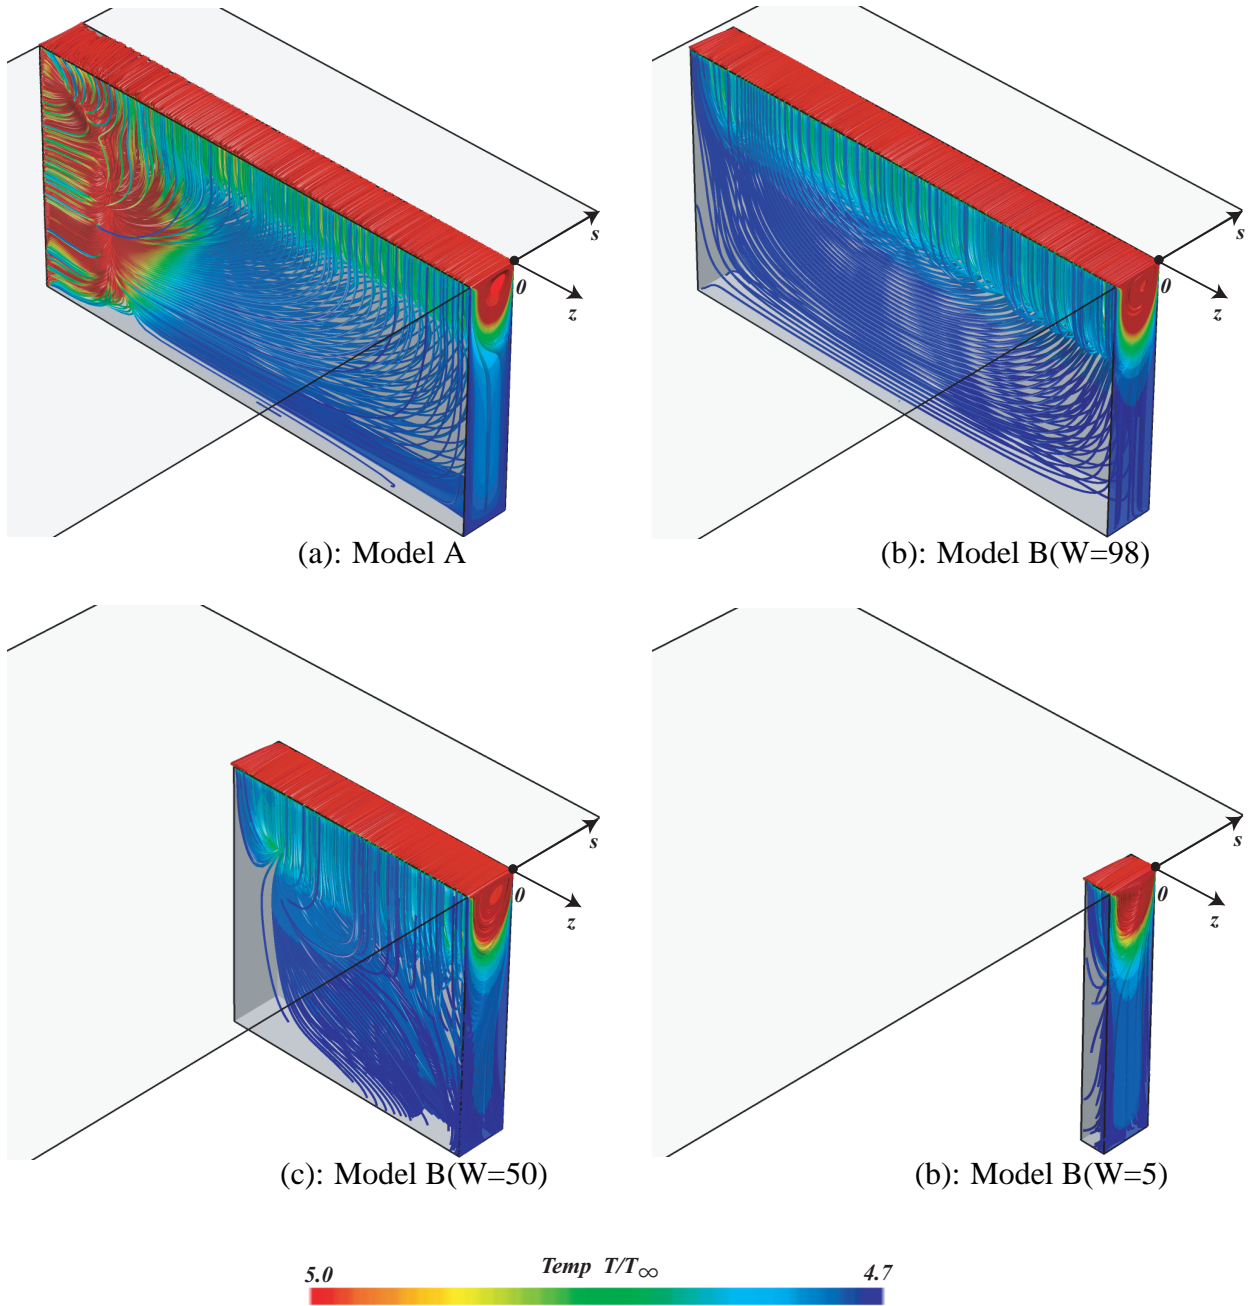 s
0
z
s
0
z
(a): Model A
(b): Model B(W=98)
s
0
z
s
0
z
(c): Model B(W=50)
(b): Model B(W=5)
5.0 Temp T/T∞ 4.7